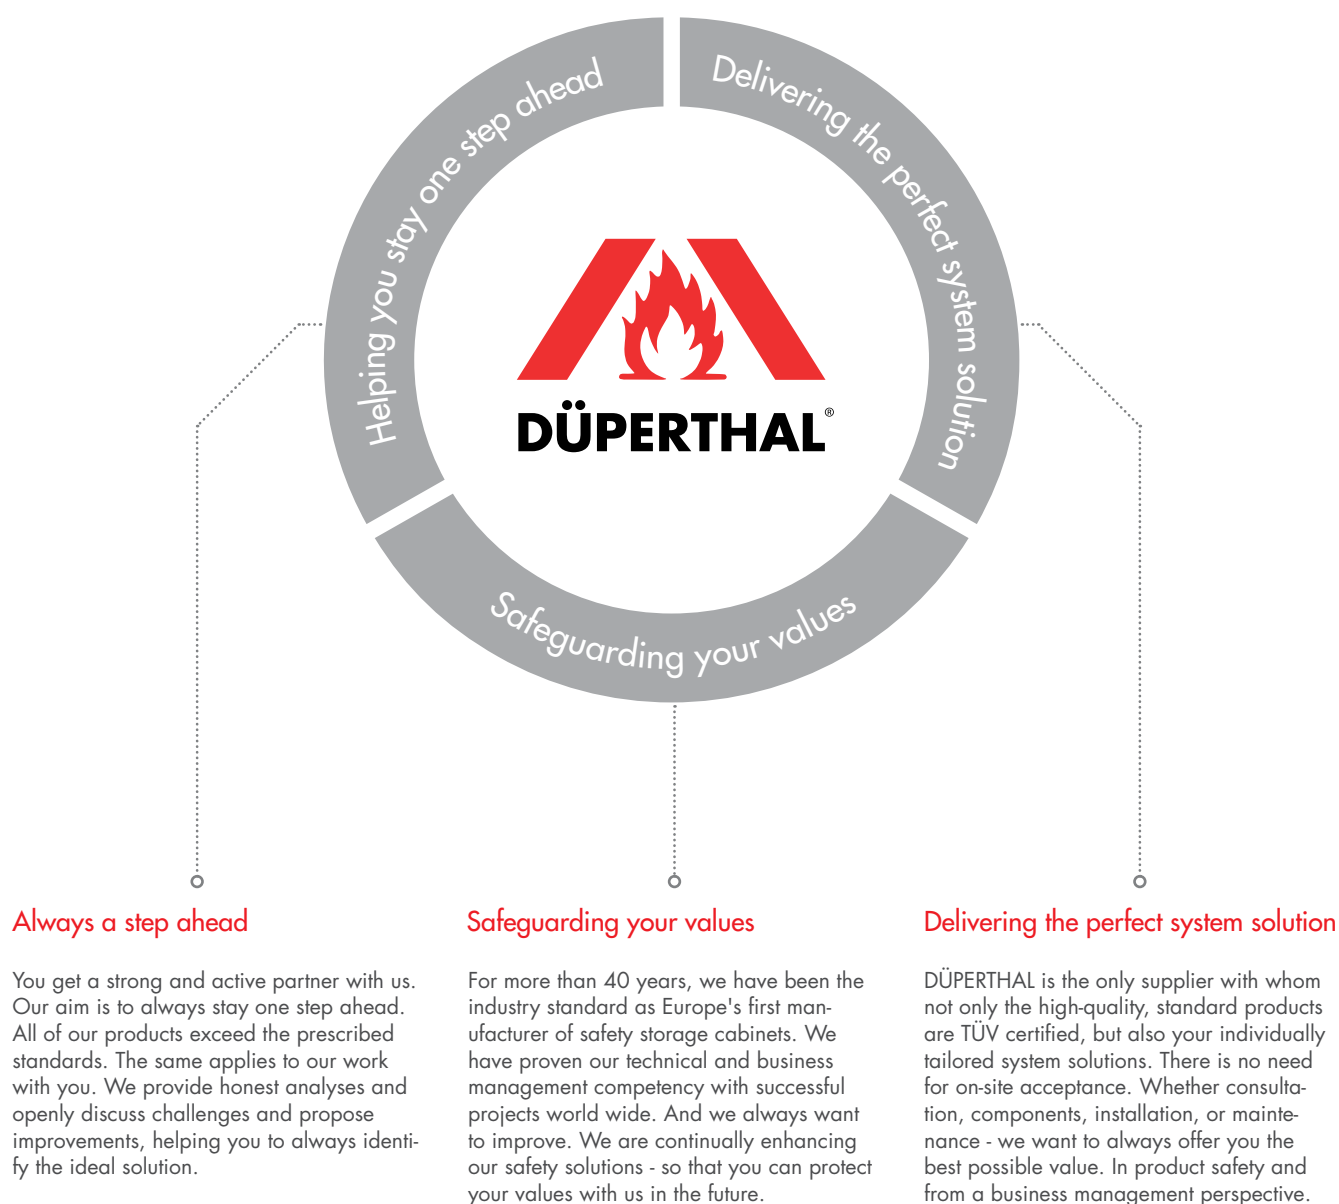 Helping you stay one step ahead
Delivering the perfect system solution
DÜPERTHAL®
Safeguarding your values
Always a step ahead
You get a strong and active partner with us.
Our aim is to always stay one step ahead.
All of our products exceed the prescribed
standards. The same applies to our work
with you. We provide honest analyses and
openly discuss challenges and propose
improvements, helping you to always identi-
fy the ideal solution.
Safeguarding your values
For more than 40 years, we have been the
industry standard as Europe's first man-
ufacturer of safety storage cabinets. We
have proven our technical and business
management competency with successful
projects world wide. And we always want
to improve. We are continually enhancing
our safety solutions - so that you can protect
your values with us in the future.
Delivering the perfect system solution
DÜPERTHAL is the only supplier with whom
not only the high-quality, standard products
are TÜV certified, but also your individually
tailored system solutions. There is no need
for on-site acceptance. Whether consulta-
tion, components, installation, or mainte-
nance - we want to always offer you the
best possible value. In product safety and
from a business management perspective.